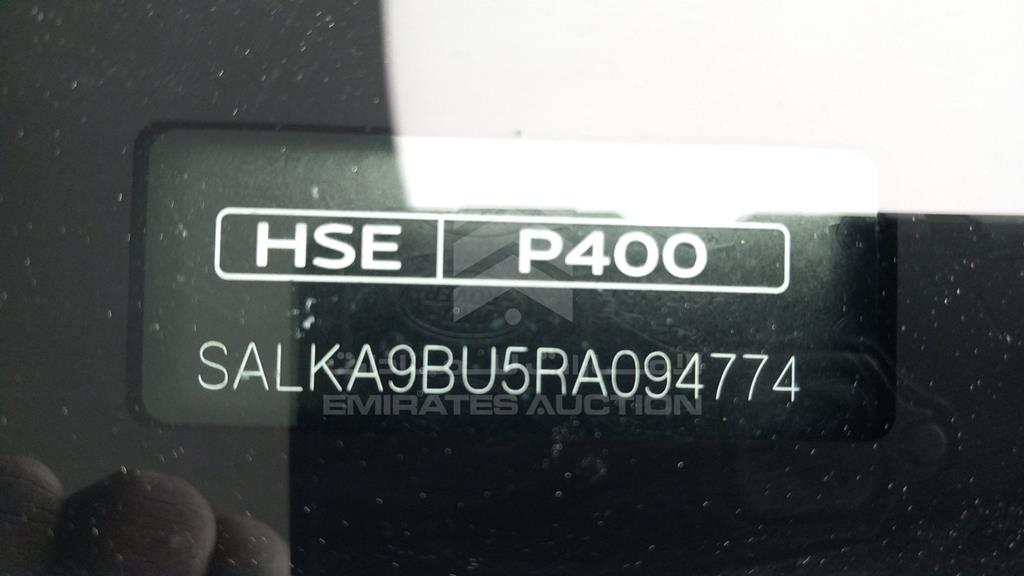 HSE P400
SALKA9BU5RA094774
EMIRATES AUCTION